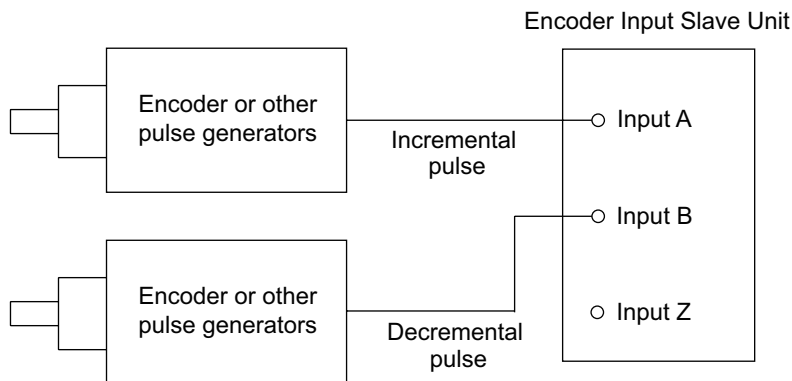 Encoder Input Slave Unit
Encoder or other
pulse generators
Incremental
pulse
Input A
Input B
Encoder or other
pulse generators
Decremental
pulse
Input Z